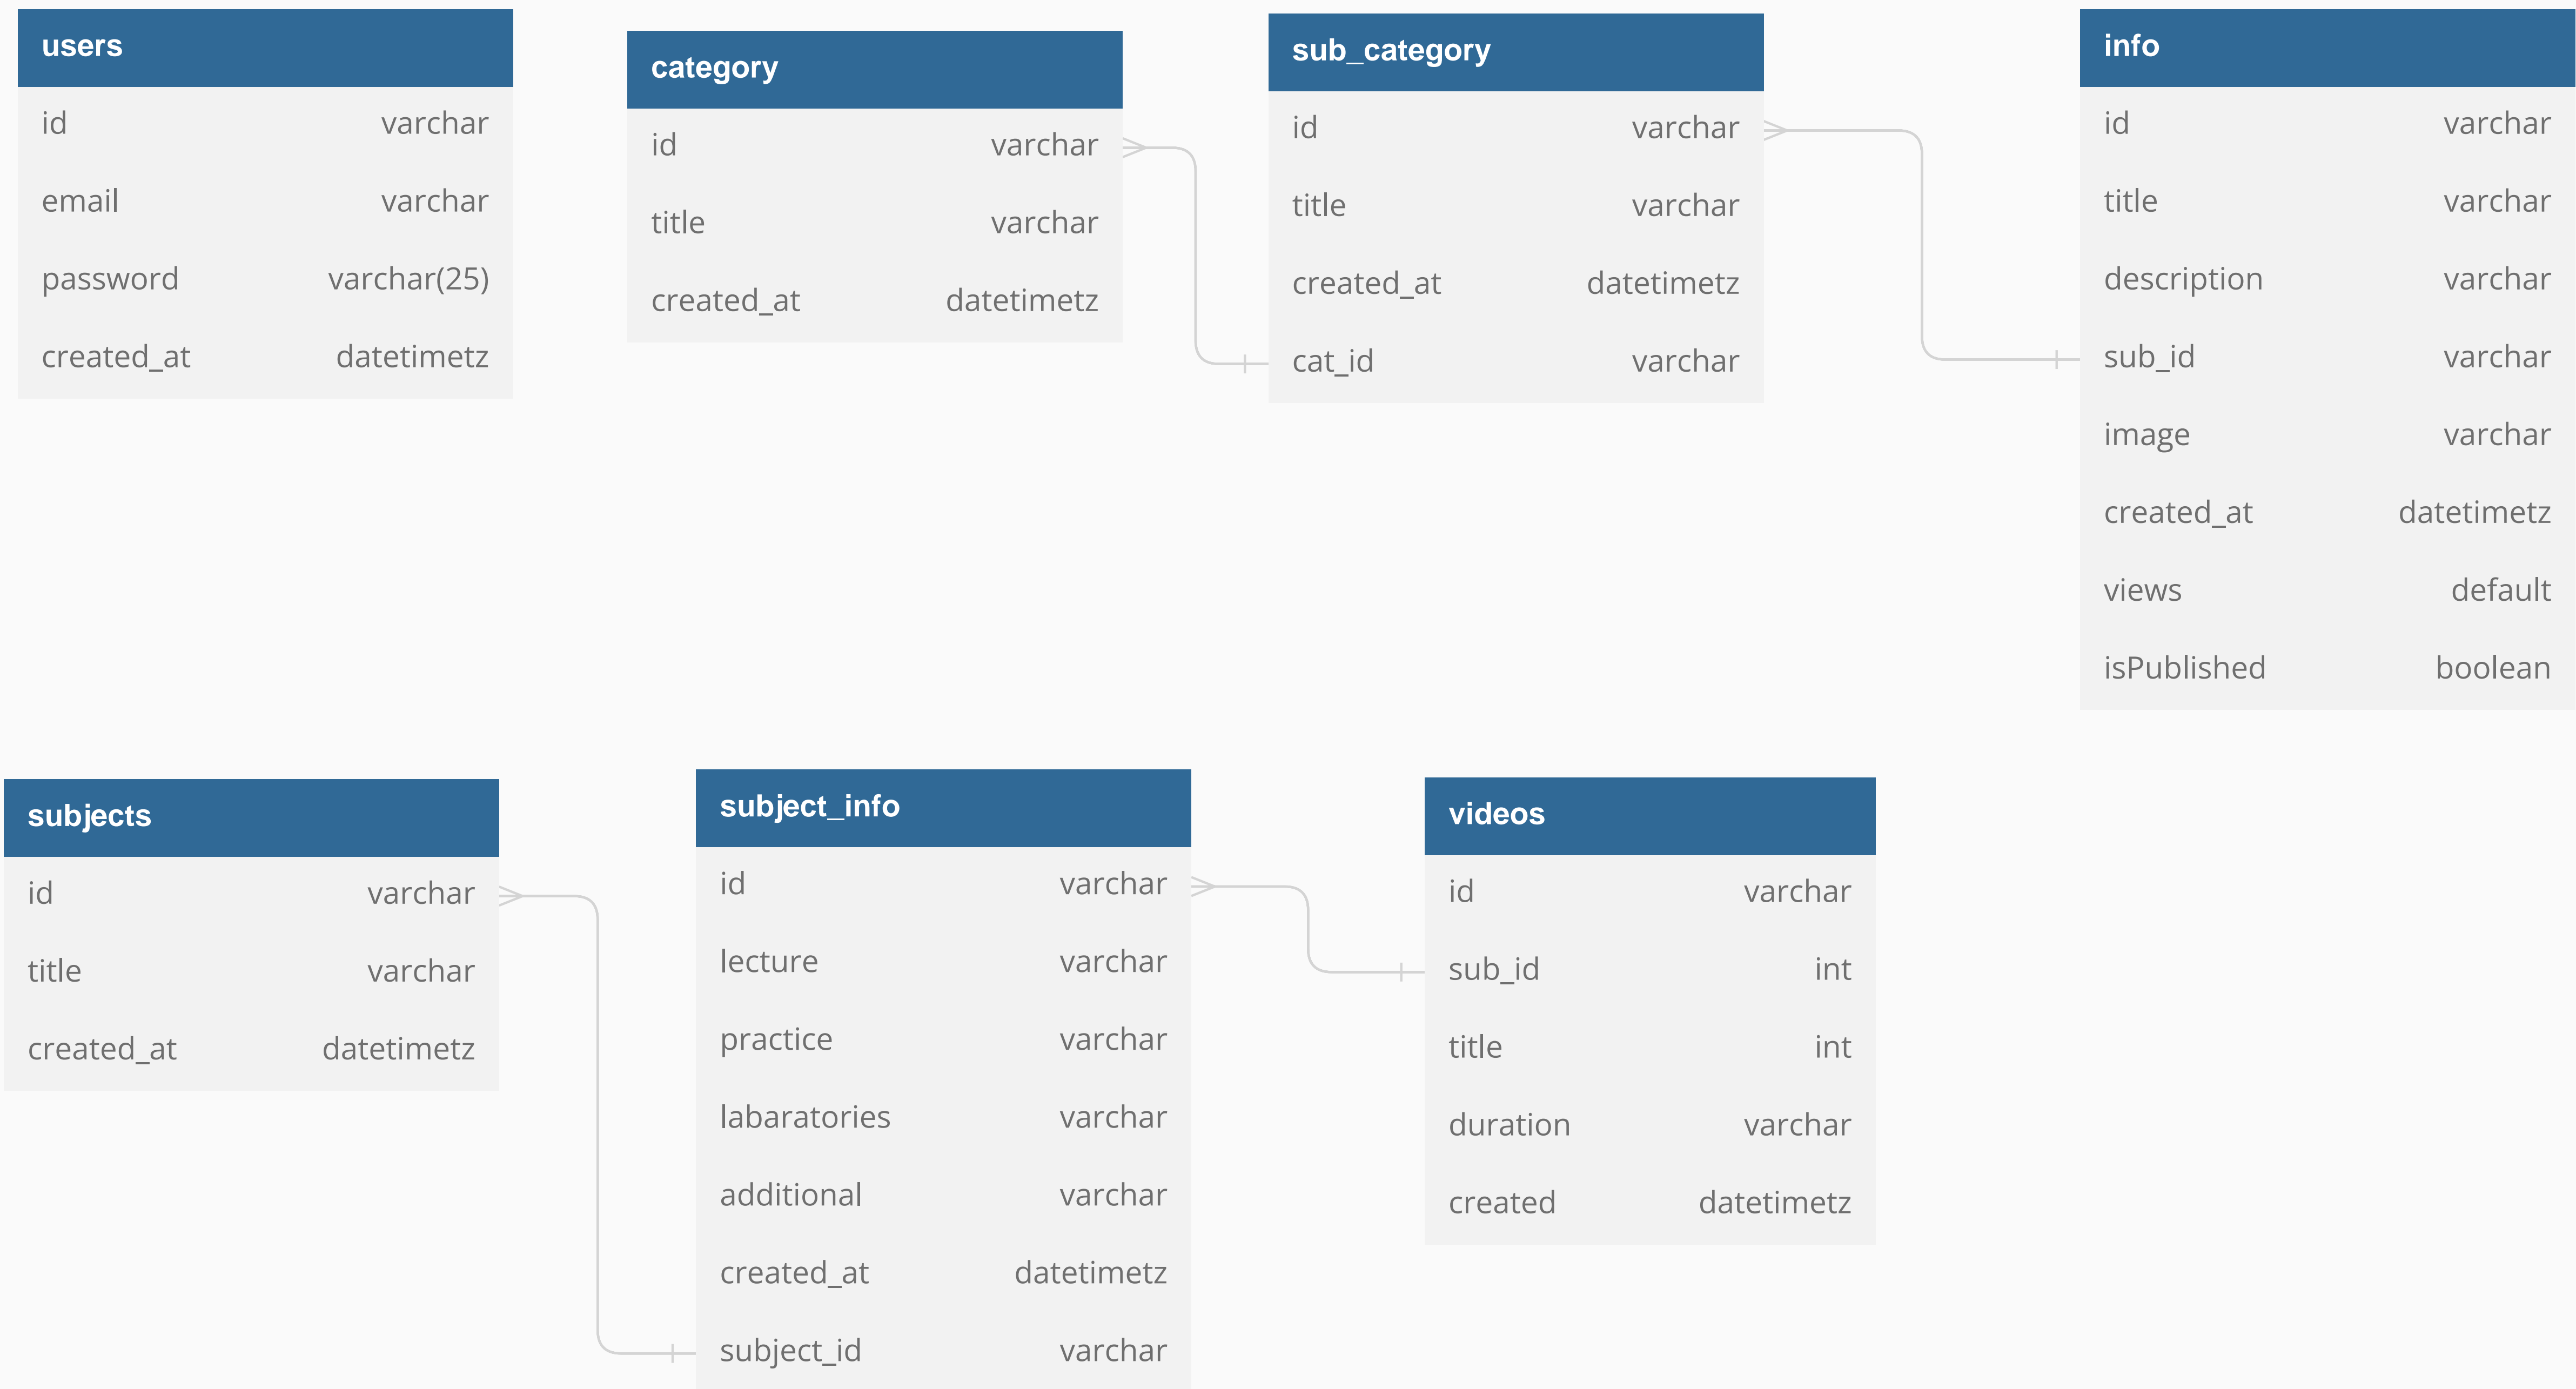 users
id varchar
email varchar
password varchar(25)
created_at datetimetz
category
id varchar
title varchar
created_at datetimetz
sub_category
id varchar
title varchar
created_at datetimetz
cat_id varchar
info
id varchar
title varchar
description varchar
sub_id varchar
image varchar
created_at datetimetz
views default
isPublished boolean
subjects
id varchar
title varchar
created_at datetimetz
subject_info
id varchar
lecture varchar
practice varchar
labaratories varchar
additional varchar
created_at datetimetz
subject_id varchar
videos
id varchar
sub_id int
title int
duration varchar
created datetimetz